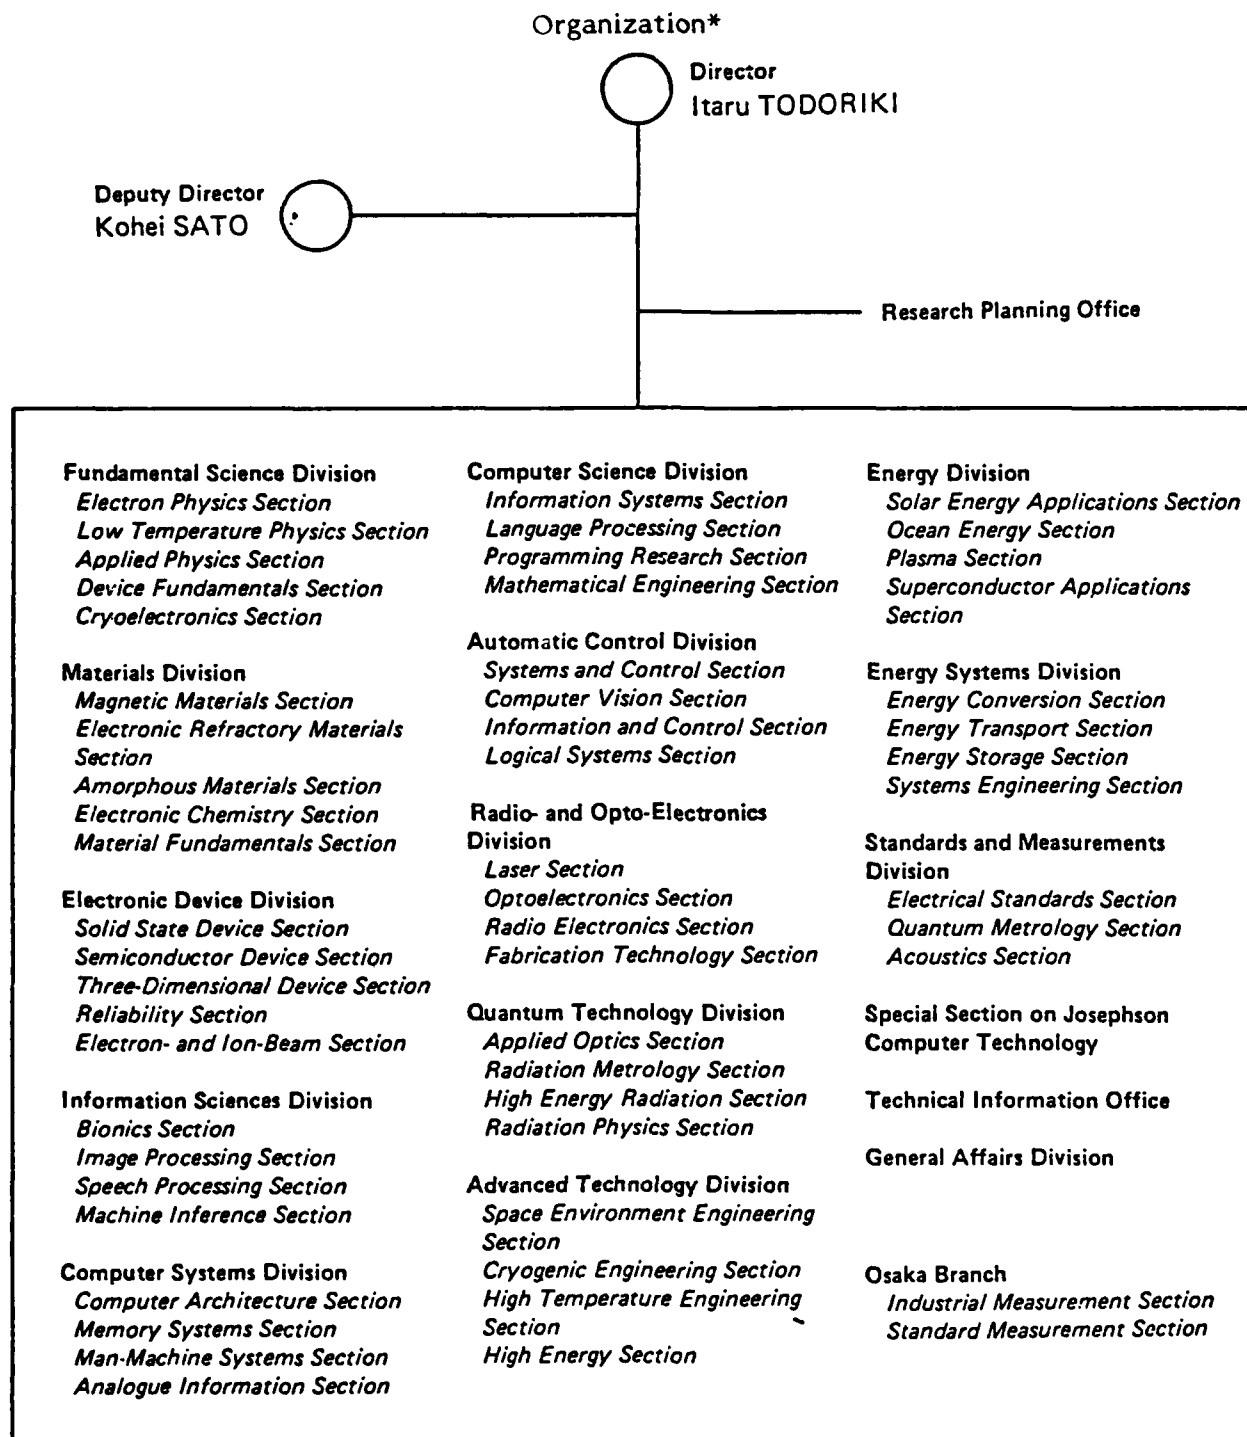 Organization*
Director
Itaru TODORIKI
Deputy Director
Kohei SATO
Research Planning Office
Fundamental Science Division
Electron Physics Section
Low Temperature Physics Section
Applied Physics Section
Device Fundamentals Section
Cryoelectronics Section
Materials Division
Magnetic Materials Section
Electronic Refractory Materials
Section
Amorphous Materials Section
Electronic Chemistry Section
Material Fundamentals Section
Electronic Device Division
Solid State Device Section
Semiconductor Device Section
Three-Dimensional Device Section
Reliability Section
Electron- and Ion-Beam Section
Information Sciences Division
Bionics Section
Image Processing Section
Speech Processing Section
Machine Inference Section
Computer Systems Division
Computer Architecture Section
Memory Systems Section
Man-Machine Systems Section
Analogue Information Section
Computer Science Division
Information Systems Section
Language Processing Section
Programming Research Section
Mathematical Engineering Section
Automatic Control Division
Systems and Control Section
Computer Vision Section
Information and Control Section
Logical Systems Section
Radio- and Opto-Electronics
Division
Laser Section
Optoelectronics Section
Radio Electronics Section
Fabrication Technology Section
Quantum Technology Division
Applied Optics Section
Radiation Metrology Section
High Energy Radiation Section
Radiation Physics Section
Advanced Technology Division
Space Environment Engineering
Section
Cryogenic Engineering Section
High Temperature Engineering
Section
High Energy Section
Energy Division
Solar Energy Applications Section
Ocean Energy Section
Plasma Section
Superconductor Applications
Section
Energy Systems Division
Energy Conversion Section
Energy Transport Section
Energy Storage Section
Systems Engineering Section
Standards and Measurements
Division
Electrical Standards Section
Quantum Metrology Section
Acoustics Section
Special Section on Josephson
Computer Technology
Technical Information Office
General Affairs Division
Osaka Branch
Industrial Measurement Section
Standard Measurement Section